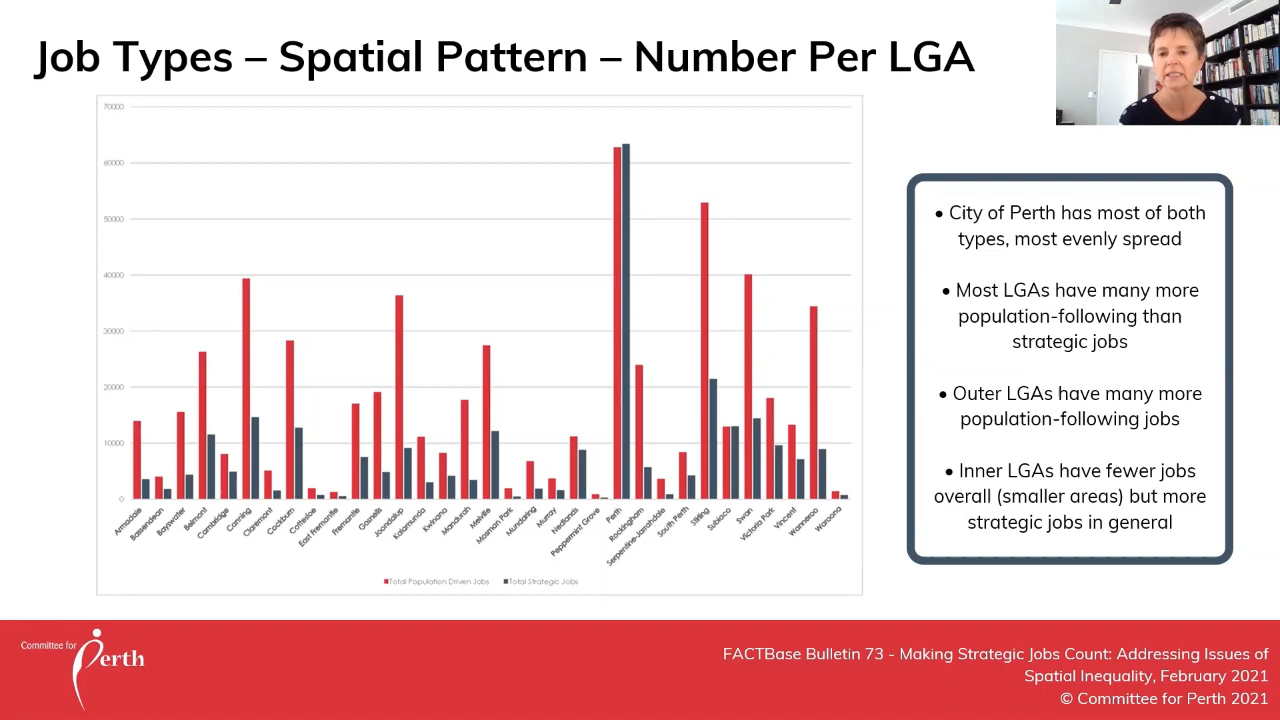 Job Types – Spatial Pattern – Number Per LGA
70000
60000
50000
40000
30000
20000
10000
0
Armadale
Bassendean
Bayswater
Belmont
Cambridge
Canning
Claremont
Cockburn
Cottesloe
East Fremantle
Fremantle
Gosnells
Joondalup
Kalamunda
Kwinana
Mandurah
Melville
Mosman Park
Mundaring
Murray
Nedlands
Peppermint Grove
Perth
Rockingham
Serpentine-Jarrahdale
South Perth
Stirling
Subiaco
Swan
Victoria Park
Vincent
Wanneroo
Waroona
Total Population Driven Jobs
Total Strategic Jobs
• City of Perth has most of both
types, most evenly spread
• Most LGAs have many more
population-following than
strategic jobs
• Outer LGAs have many more
population-following jobs
• Inner LGAs have fewer jobs
overall (smaller areas) but more
strategic jobs in general
Committee for
Perth
FACTBase Bulletin 73 - Making Strategic Jobs Count: Addressing Issues of
Spatial Inequality, February 2021
© Committee for Perth 2021